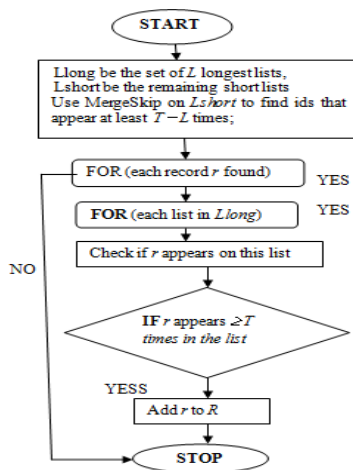 START
Llong be the set of L longest lists,
Lshort be the remaining short lists
Use MergeSkip on Lshort to find ids that
appear at least T–L times;
FOR (each record r found)
YES
FOR (each list in Llong)
YES
Check if r appears on this list
NO
IF r appears ≥T
times in the list
YESS
Add r to R
STOP